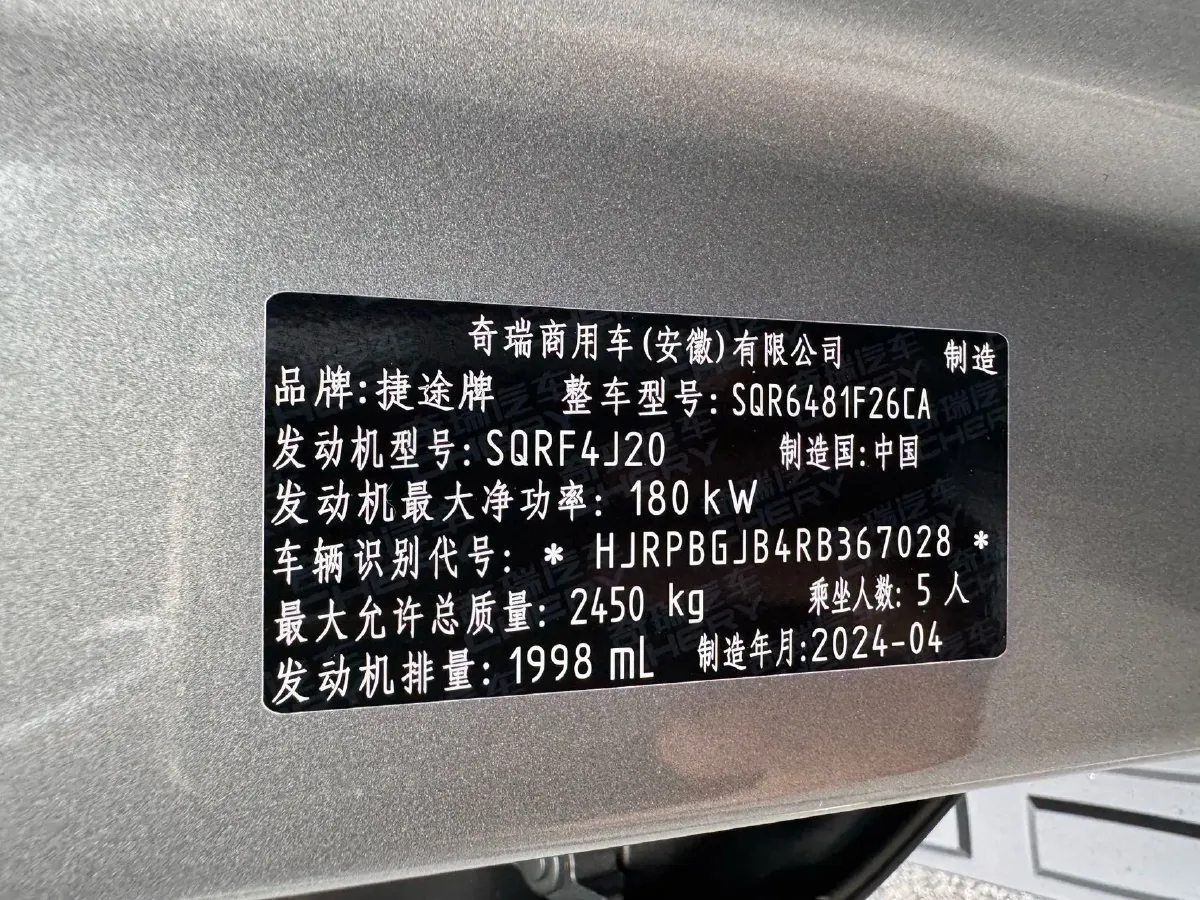 奇瑞商用车(安徽)有限公司 制造
品牌:捷途牌 整车型号:SQR6481F26CA
发动机型号:SQRF4J20 制造国:中国
发动机最大净功率: 180 kW
车辆识别代号: * HJRPBGJB4RB367028 *
最大允许总质量: 2450 kg 乘坐人数: 5 人
发动机排量: 1998 mL 制造年月:2024-04